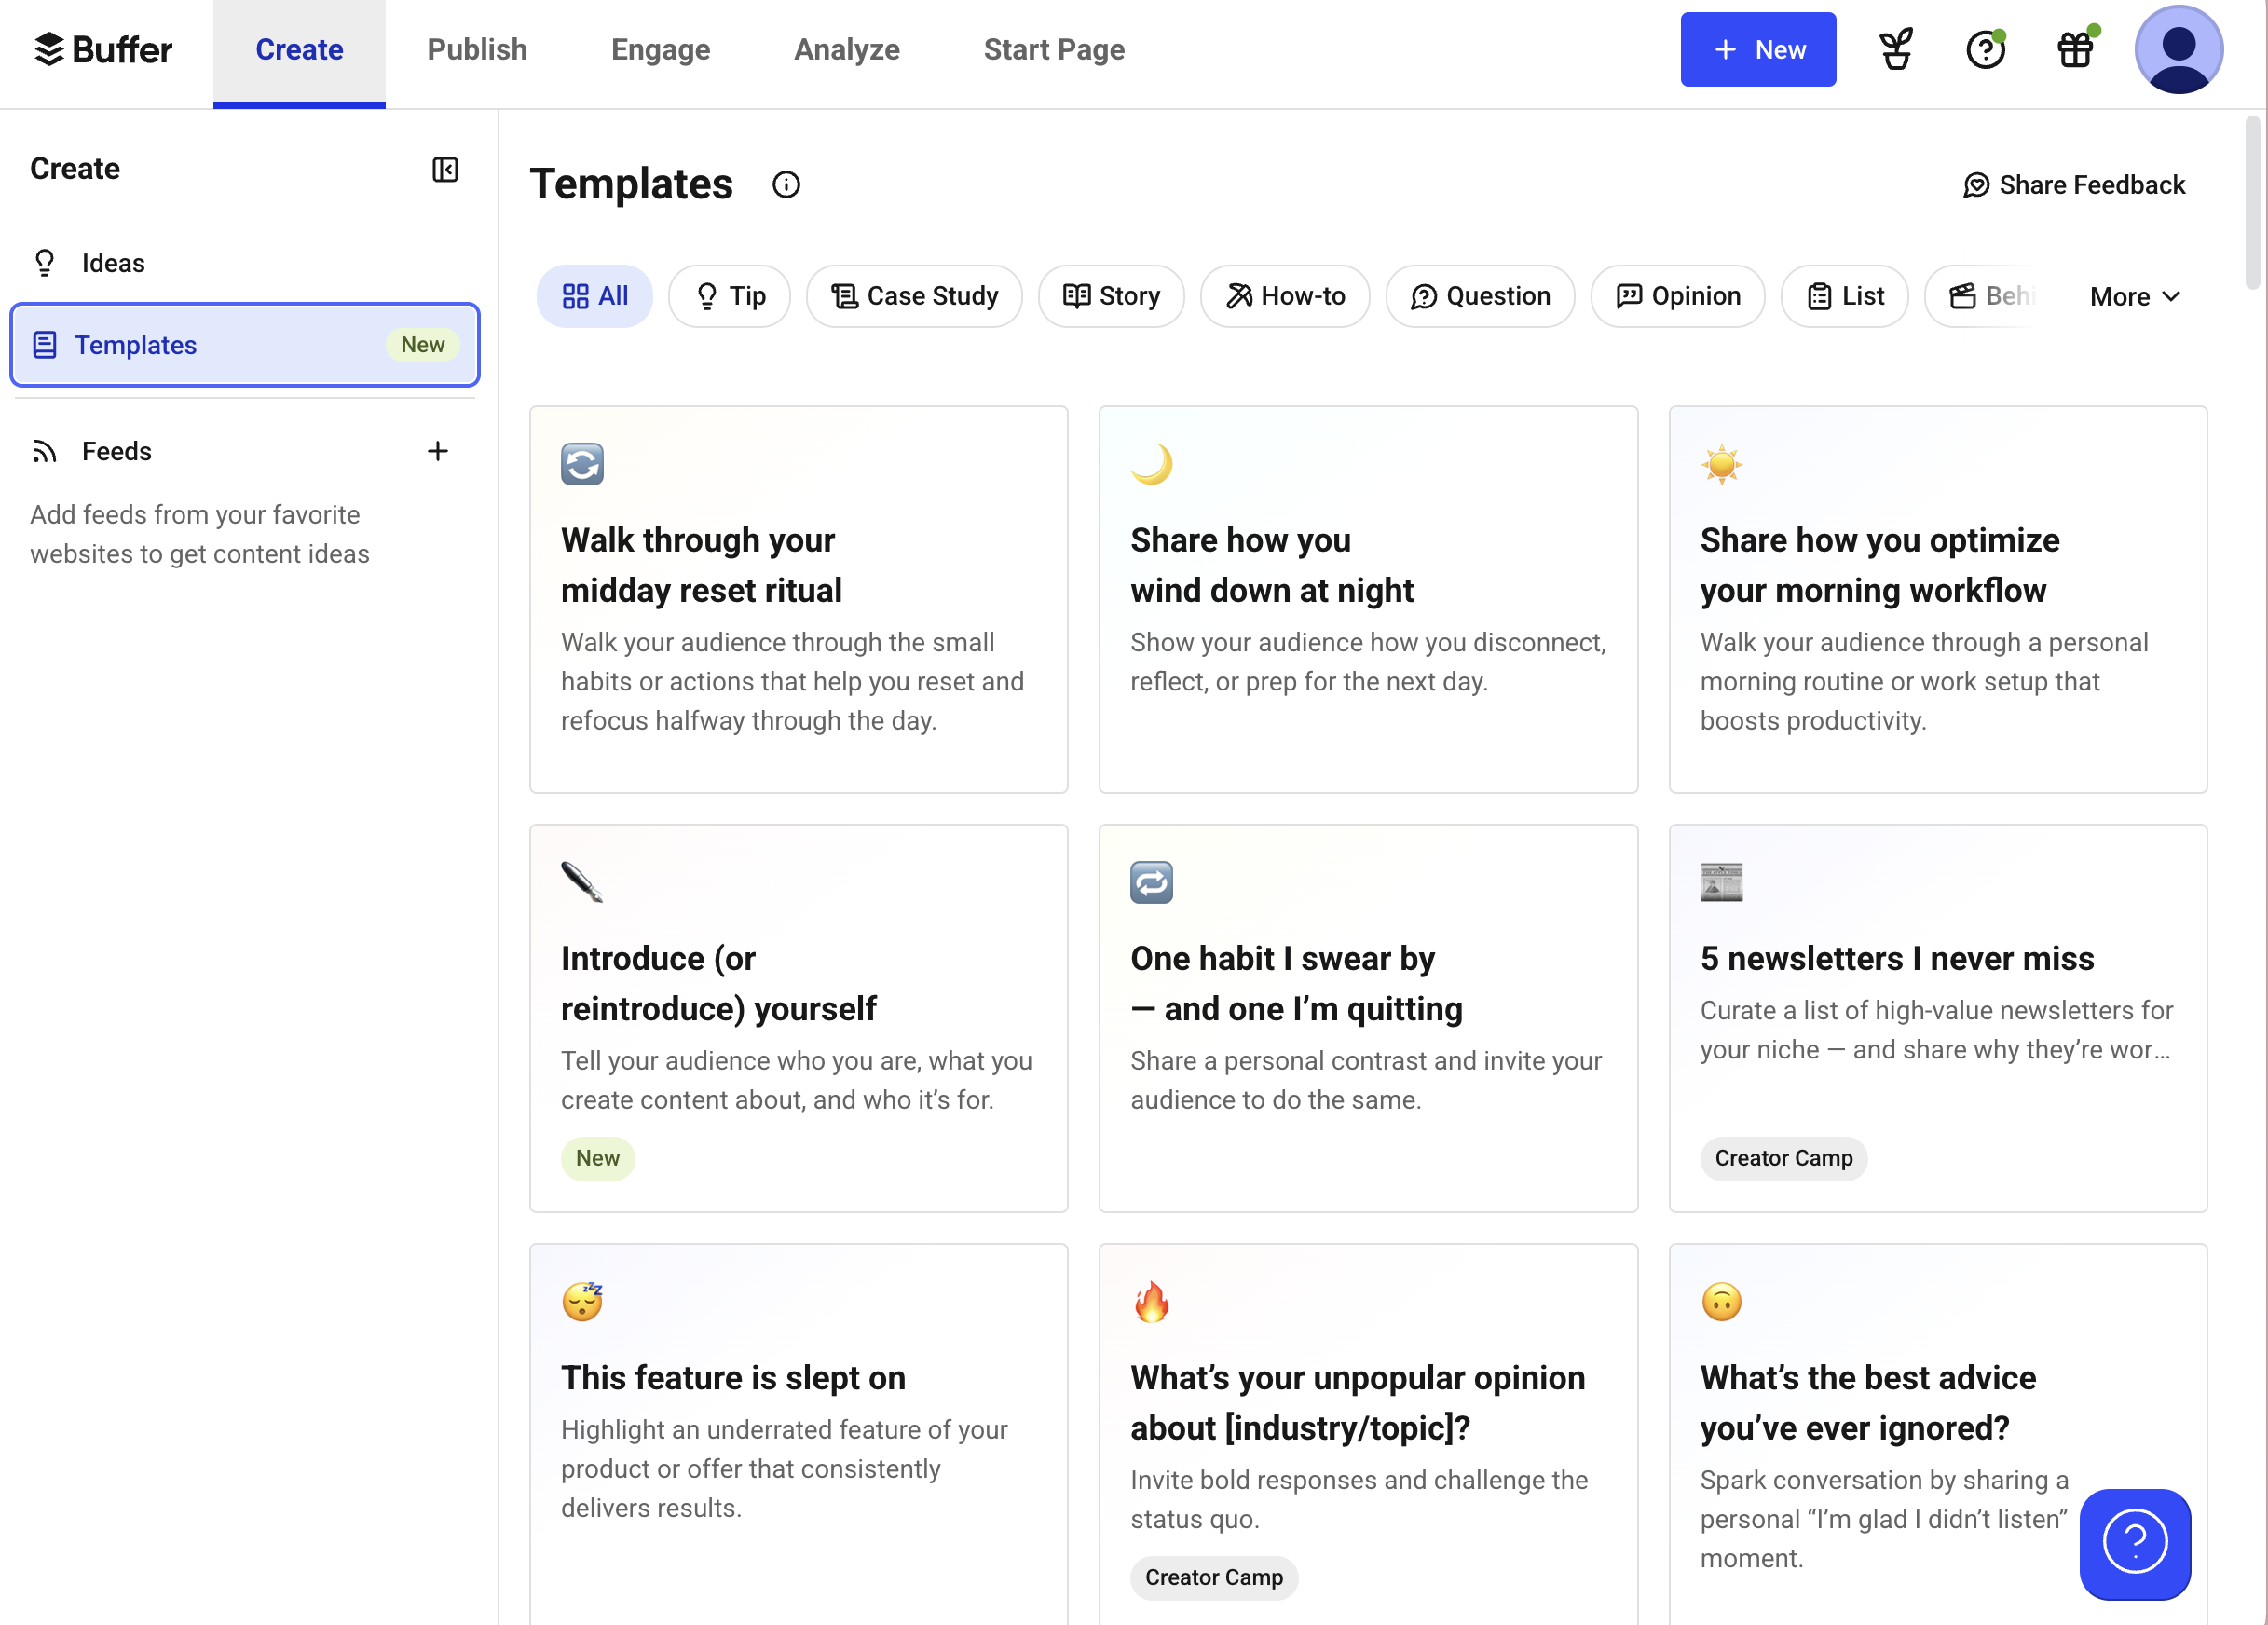 Buffer
Create
Publish
Engage
Analyze
Start Page
+ New
Create
Ideas
Templates
New
Feeds
+
Add feeds from your favorite
websites to get content ideas
Templates
Share Feedback
All
Tip
Case Study
Story
How-to
Question
Opinion
List
Behi
More
Walk through your
midday reset ritual
Walk your audience through the small
habits or actions that help you reset and
refocus halfway through the day.
Share how you
wind down at night
Show your audience how you disconnect,
reflect, or prep for the next day.
Share how you optimize
your morning workflow
Walk your audience through a personal
morning routine or work setup that
boosts productivity.
Introduce (or
reintroduce) yourself
Tell your audience who you are, what you
create content about, and who it’s for.
New
One habit I swear by
— and one I’m quitting
Share a personal contrast and invite your
audience to do the same.
5 newsletters I never miss
Curate a list of high-value newsletters for
your niche — and share why they’re wor...
Creator Camp
This feature is slept on
Highlight an underrated feature of your
product or offer that consistently
delivers results.
What’s your unpopular opinion
about [industry/topic]?
Invite bold responses and challenge the
status quo.
Creator Camp
What’s the best advice
you’ve ever ignored?
Spark conversation by sharing a
personal “I’m glad I didn’t listen”
moment.